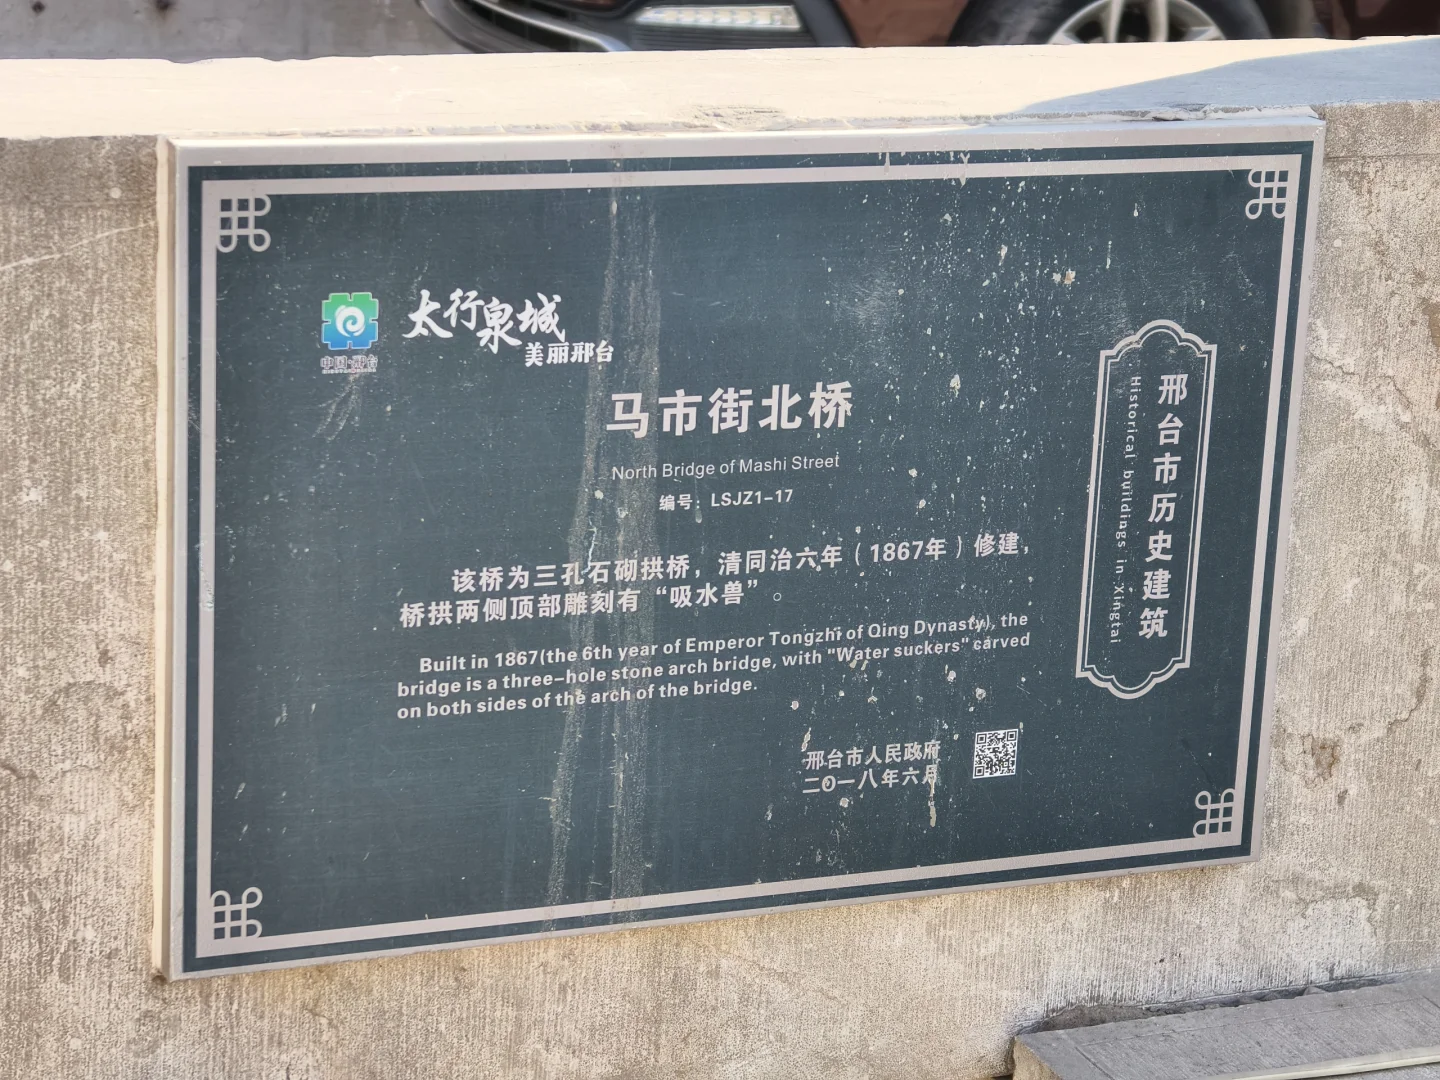 太行泉城
美丽邢台
中国·邢台
马市街北桥
North Bridge of Mashi Street
编号：LSJZ1-17
该桥为三孔石砌拱桥，清同治六年（1867年）修建，
桥拱两侧顶部雕刻有“吸水兽”。
Built in 1867(the 6th year of Emperor Tongzhi of Qing Dynasty), the
bridge is a three-hole stone arch bridge, with "Water suckers" carved
on both sides of the arch of the bridge.
邢台市人民政府
二〇一八年六月
邢台市历史建筑
Historical buildings in Xingtai